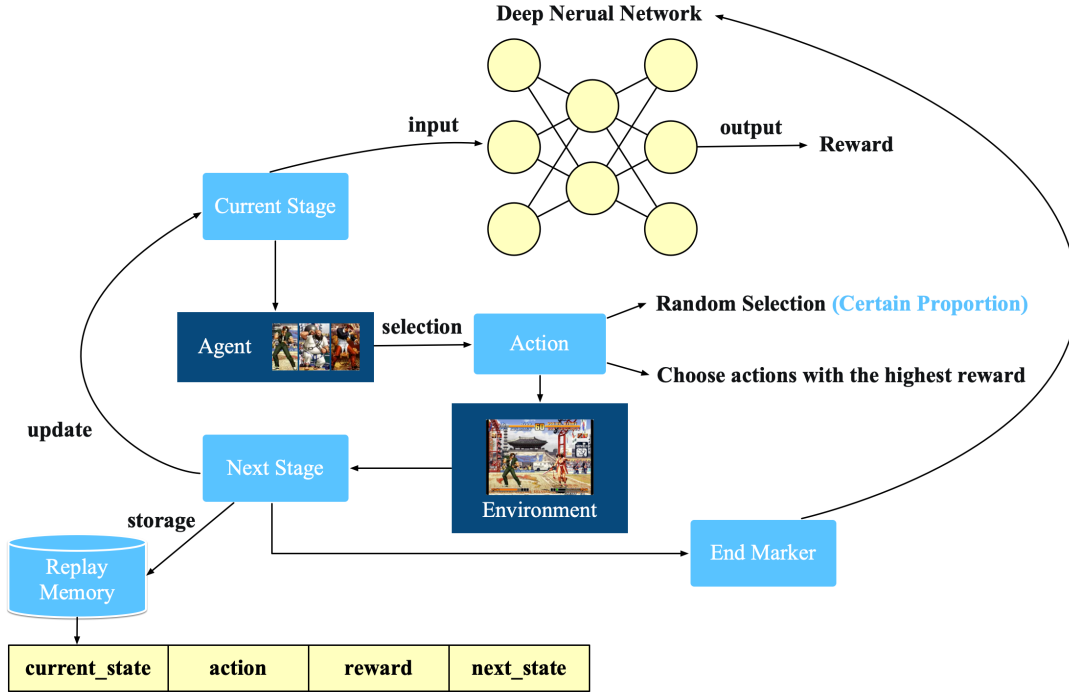 Deep Nerual Network
input
output
Reward
Current Stage
Random Selection (Certain Proportion)
Agent
selection
Action
Choose actions with the highest reward
update
Next Stage
Environment
storage
End Marker
Replay
Memory
current_state action reward next_state